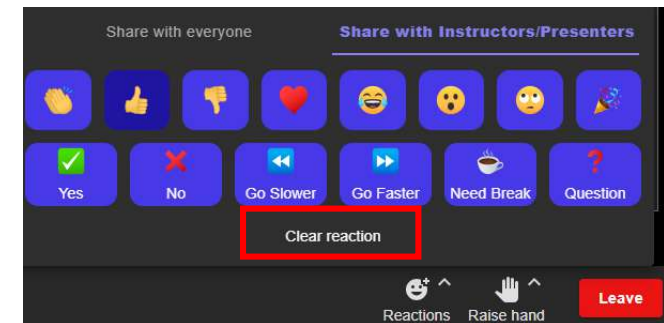 Share with everyone Share with Instructors/Presenters
Yes No Go Slower Go Faster Need Break Question
Clear reaction
Reactions Raise hand Leave